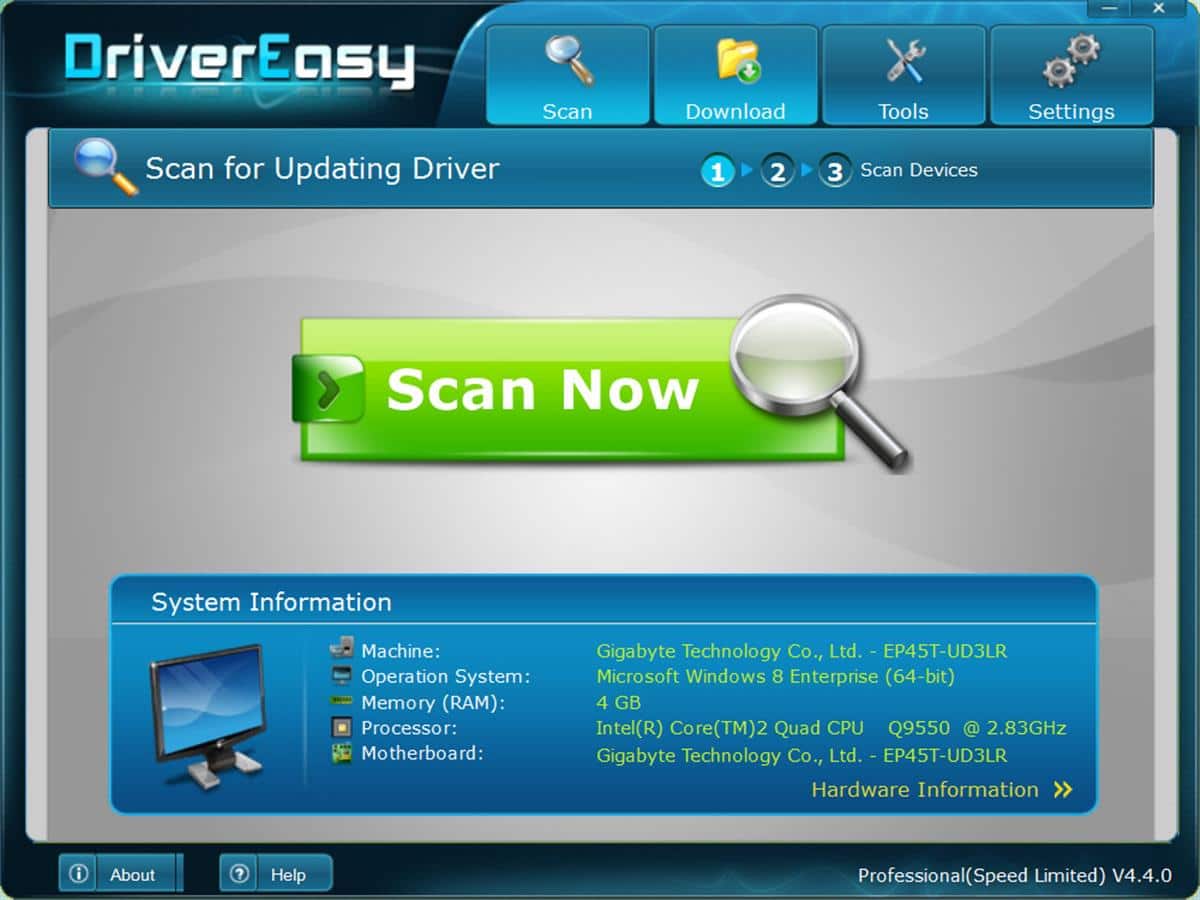 DriverEasy
Scan
Download
Tools
Settings
Scan for Updating Driver
1 2 3 Scan Devices
Scan Now
System Information
Machine: Gigabyte Technology Co., Ltd. - EP45T-UD3LR
Operation System: Microsoft Windows 8 Enterprise (64-bit)
Memory (RAM): 4 GB
Processor: Intel(R) Core(TM)2 Quad CPU Q9550 @ 2.83GHz
Motherboard: Gigabyte Technology Co., Ltd. - EP45T-UD3LR
Hardware Information
About
Help
Professional(Speed Limited) V4.4.0